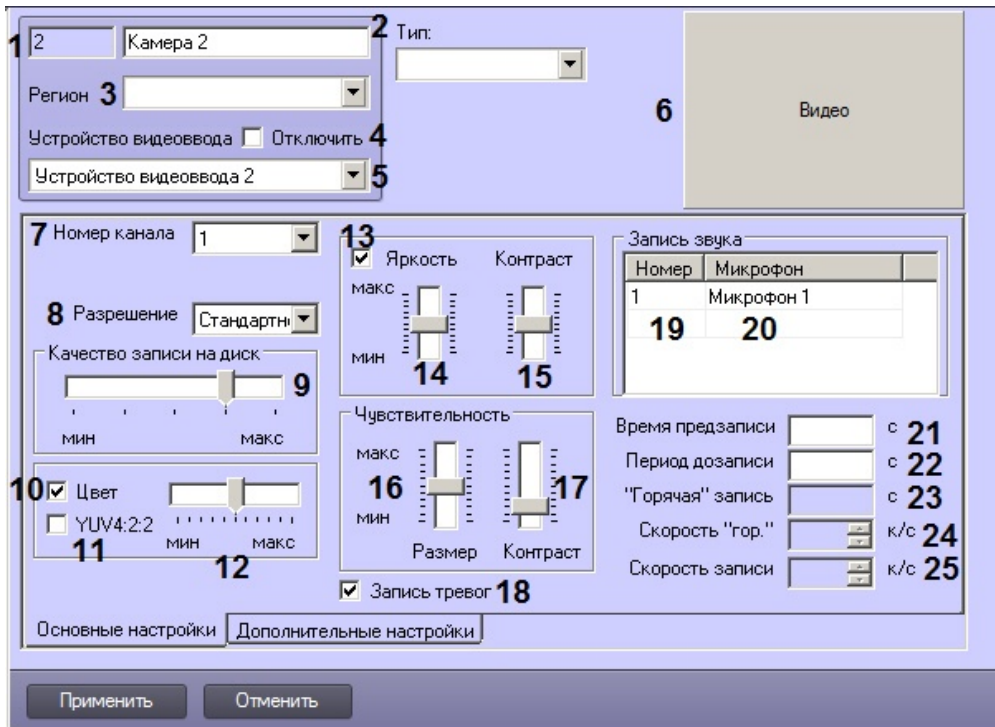 1 2 Камера 2 2 Тип:
Регион 3
6 Видео
Устройство видеоввода Отключить 4
Устройство видеоввода 2 5
7 Номер канала 1
8 Разрешение Стандартн
Качество записи на диск
9
мин макс
10 Цвет
YUV4:2:2
11
мин макс
12
13
Яркость Контраст
макс
мин
14 15
Чувствительность
макс
16 17
мин
Размер Контраст
Запись тревог 18
Запись звука
Номер Микрофон
1 Микрофон 1
19 20
Время предзаписи с 21
Период дозаписи с 22
"Горячая" запись с 23
Скорость "гор." к/с 24
Скорость записи к/с 25
Основные настройки Дополнительные настройки
Применить Отменить